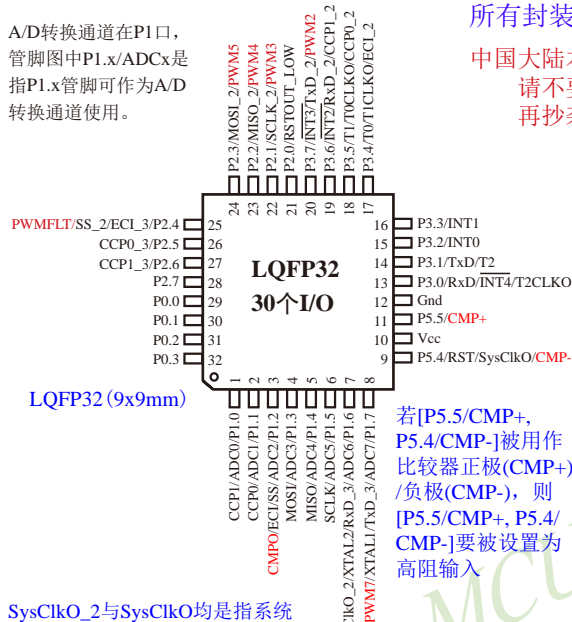 A/D转换通道在P1口，
管脚图中P1.x/ADCx是
指P1.x管脚可作为A/D
转换通道使用。
所有封装
中国大陆本
请不要
再抄袭
P2.3/MOSI_2/PWM5
P2.2/MISO_2/PWM4
P2.1/SCLK_2/PWM3
P2.0/RSTOUT_LOW
P3.7/INT3/TxD_2/PWM2
P3.6/INT2/RxD_2/CCP1_2
P3.5/T1/T0CLKO/CCP0_2
P3.4/T0/T1CLKO/ECI_2
24 23 22 21 20 19 18 17
PWMFLT/SS_2/ECI_3/P2.4 25
CCP0_3/P2.5 26
CCP1_3/P2.6 27
P2.7 28
P0.0 29
P0.1 30
P0.2 31
P0.3 32
LQFP32
30个I/O
16 P3.3/INT1
15 P3.2/INT0
14 P3.1/TxD/T2
13 P3.0/RxD/INT4/T2CLKO
12 Gnd
11 P5.5/CMP+
10 Vcc
9 P5.4/RST/SysClkO/CMP-
1 2 3 4 5 6 7 8
CCP1/ADC0/P1.0
CCP0/ADC1/P1.1
CMPO/ECI/SS/ADC2/P1.2
MOSI/ADC3/P1.3
MISO/ADC4/P1.4
SCLK/ADC5/P1.5
lkO_2/XTAL2/RxD_3/ADC6/P1.6
PWM7/XTAL1/TxD_3/ADC7/P1.7
LQFP32（9x9mm）
若[P5.5/CMP+,
P5.4/CMP-]被用作
比较器正极(CMP+)
/负极(CMP-)，则
[P5.5/CMP+, P5.4/
CMP-]要被设置为
高阻输入
MCU
SysClkO_2与SysClkO均是指系统